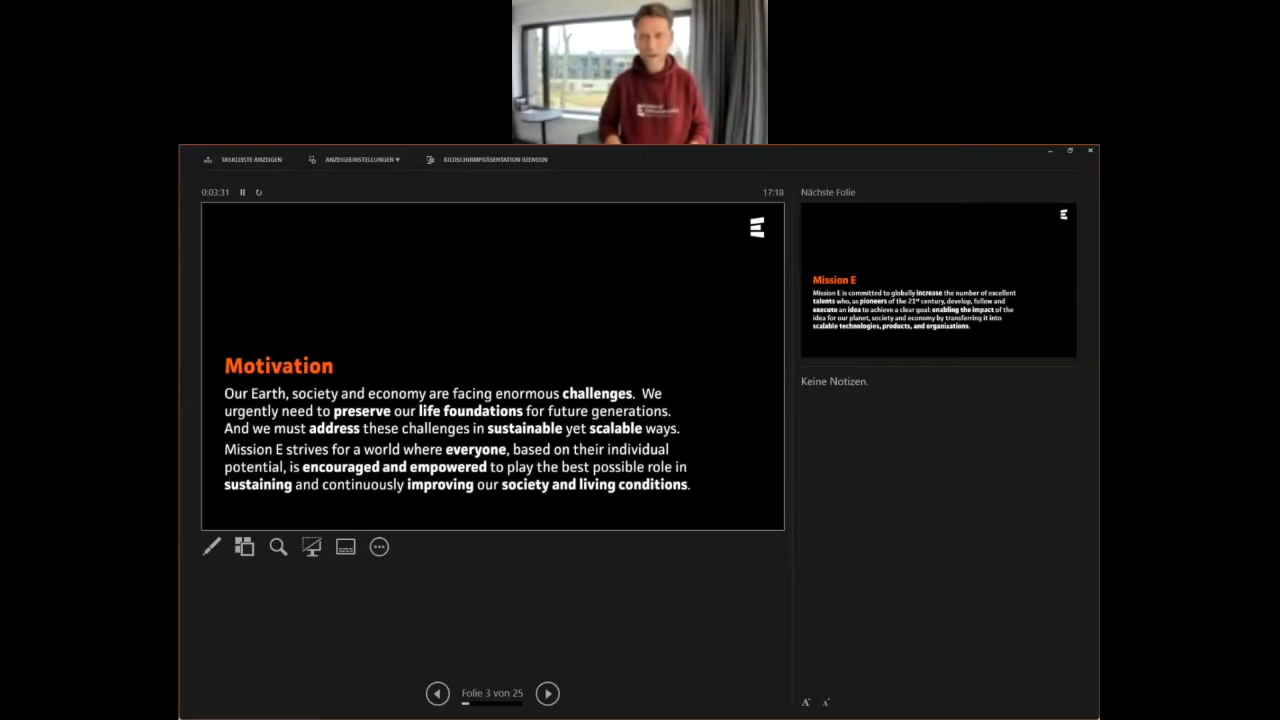 TASKLEISTE ANZEIGEN
ANZEIGEEINSTELLUNGEN ▾
BILDSCHIRMPRÄSENTATION BEENDEN
0:03:31
17:18
Motivation
Our Earth, society and economy are facing enormous challenges. We
urgently need to preserve our life foundations for future generations.
And we must address these challenges in sustainable yet scalable ways.
Mission E strives for a world where everyone, based on their individual
potential, is encouraged and empowered to play the best possible role in
sustaining and continuously improving our society and living conditions.
Folie 3 von 25
Nächste Folie
Mission E
Mission E is committed to globally increase the number of excellent
talents who, as pioneers of the 21st century, develop, follow and
execute an idea to achieve a clear goal: enabling the impact of the
idea for our planet, society and economy by transferring it into
scalable technologies, products, and organizations.
Keine Notizen.
A A